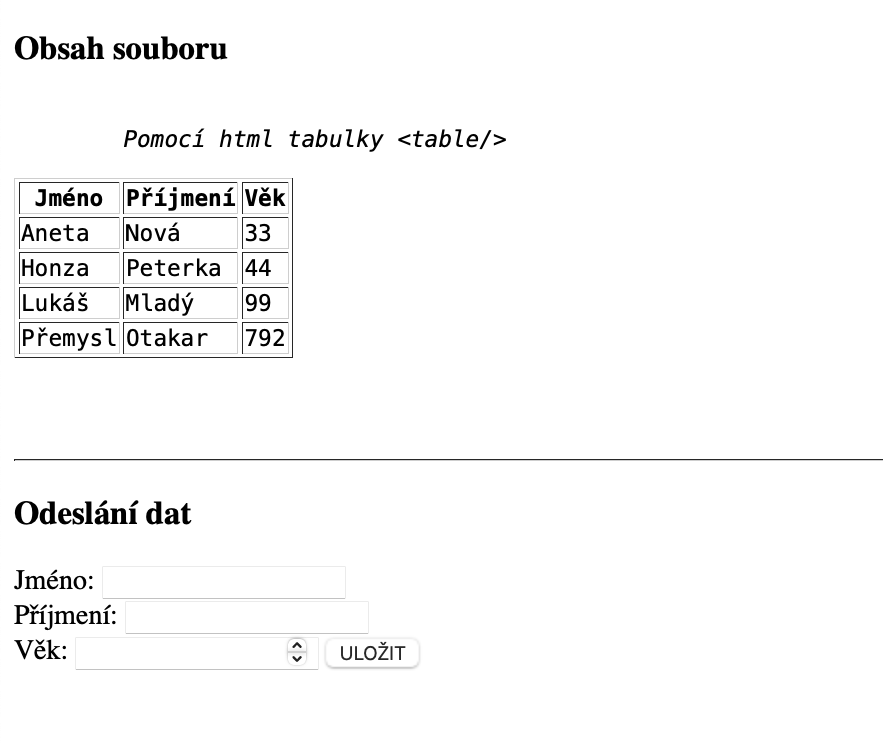 Obsah souboru
Pomocí html tabulky <table/>
Jméno Příjmení Věk
Aneta Nová 33
Honza Peterka 44
Lukáš Mladý 99
Přemysl Otakar 792
Odeslání dat
Jméno:
Příjmení:
Věk: ULOŽIT